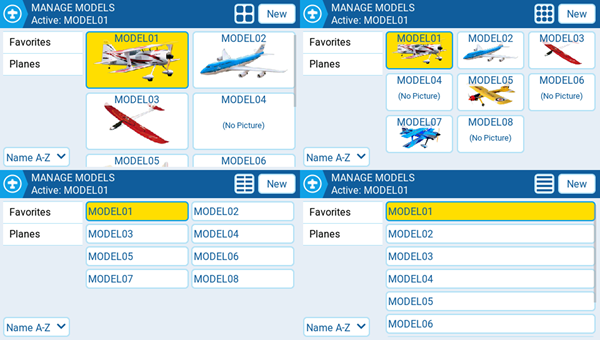 MANAGE MODELS
Active: MODEL01
New
Favorites
Planes
MODEL01
MODEL02
MODEL03
MODEL04
(No Picture)
MODEL05
MODEL06
Name A-Z
MANAGE MODELS
Active: MODEL01
New
Favorites
Planes
MODEL01
MODEL02
MODEL03
MODEL04
(No Picture)
MODEL05
MODEL06
(No Picture)
MODEL07
MODEL08
(No Picture)
Name A-Z
MANAGE MODELS
Active: MODEL01
New
Favorites
Planes
MODEL01
MODEL02
MODEL03
MODEL04
MODEL05
MODEL06
MODEL07
MODEL08
Name A-Z
MANAGE MODELS
Active: MODEL01
New
Favorites
Planes
MODEL01
MODEL02
MODEL03
MODEL04
MODEL05
MODEL06
Name A-Z